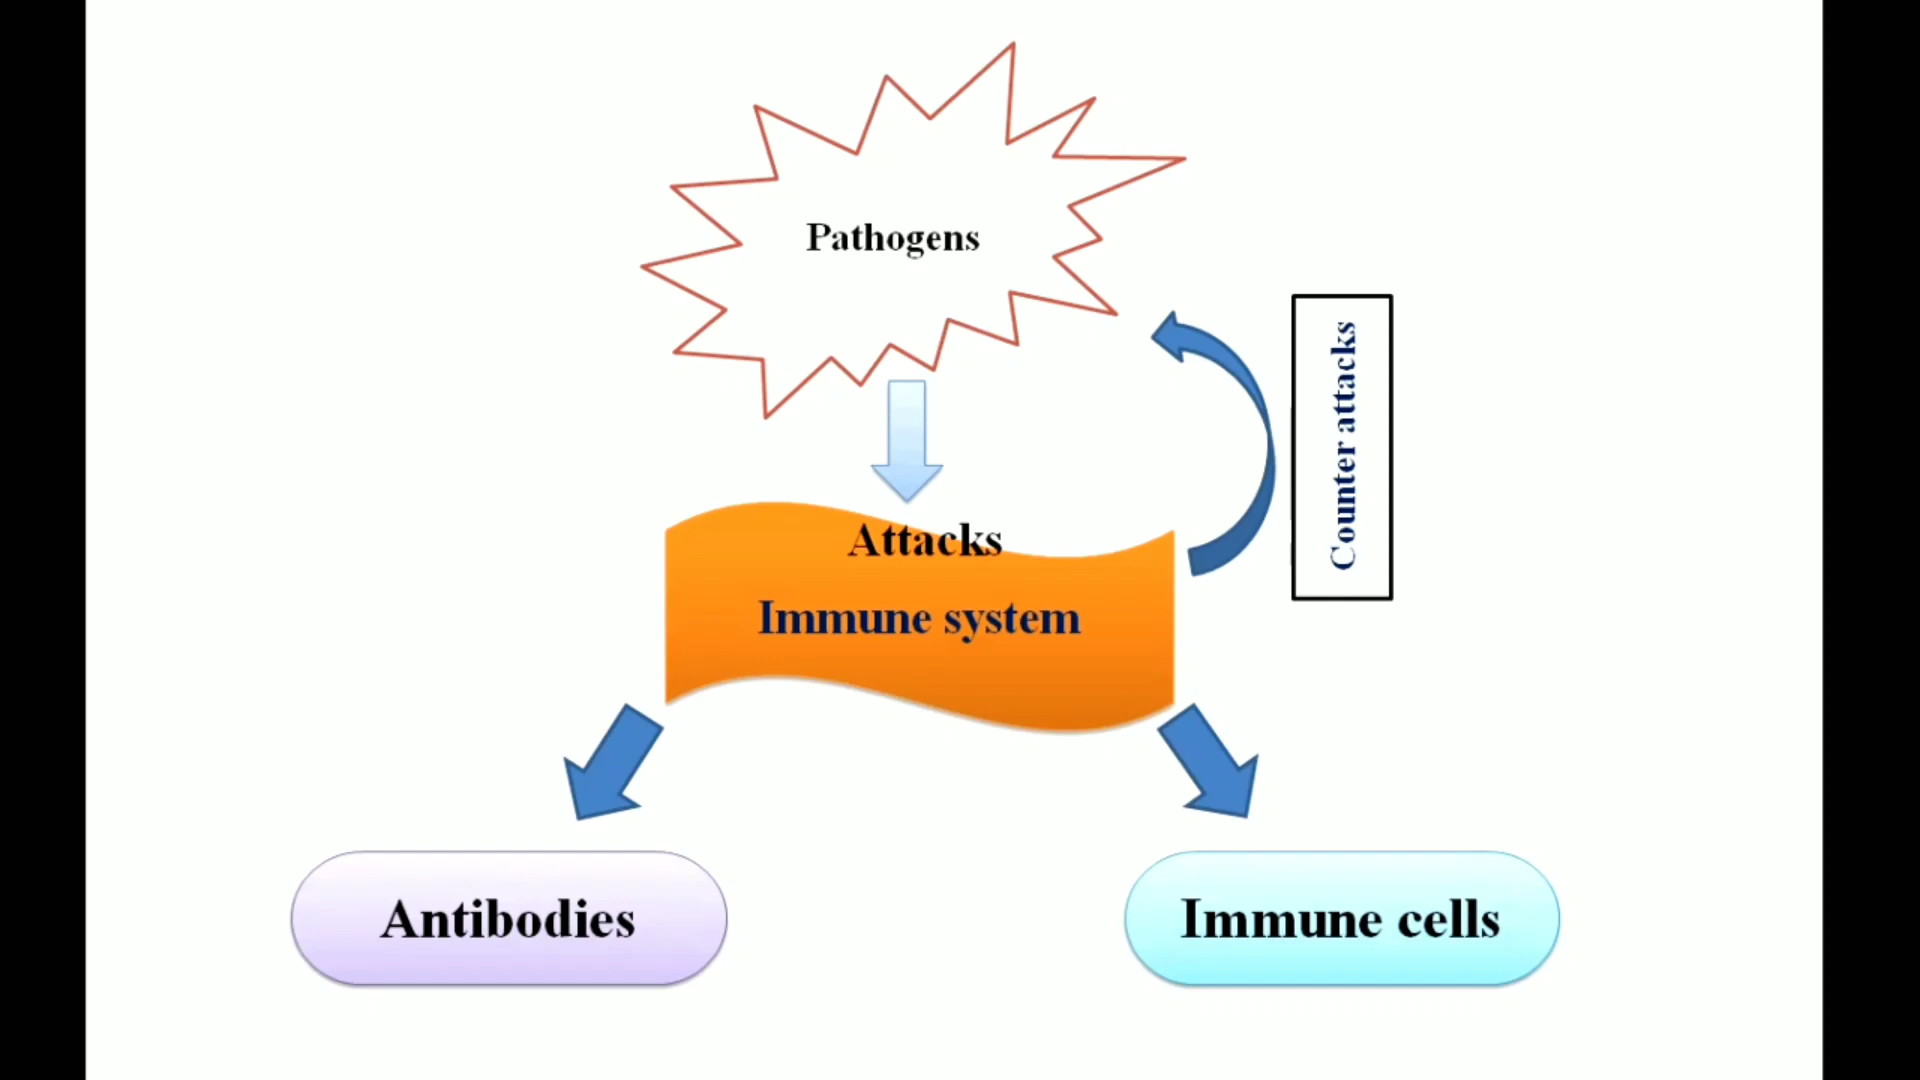 Pathogens
Counter attacks
Attacks
Immune system
Antibodies
Immune cells